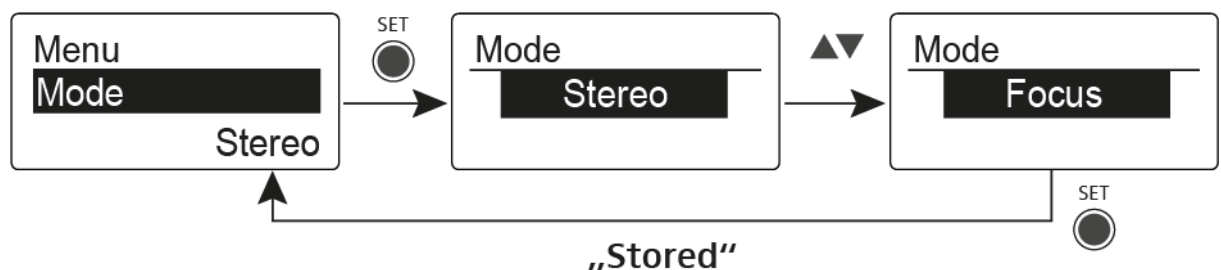 Menu
Mode
Stereo
SET
Mode
Stereo
Mode
Focus
SET
„Stored“